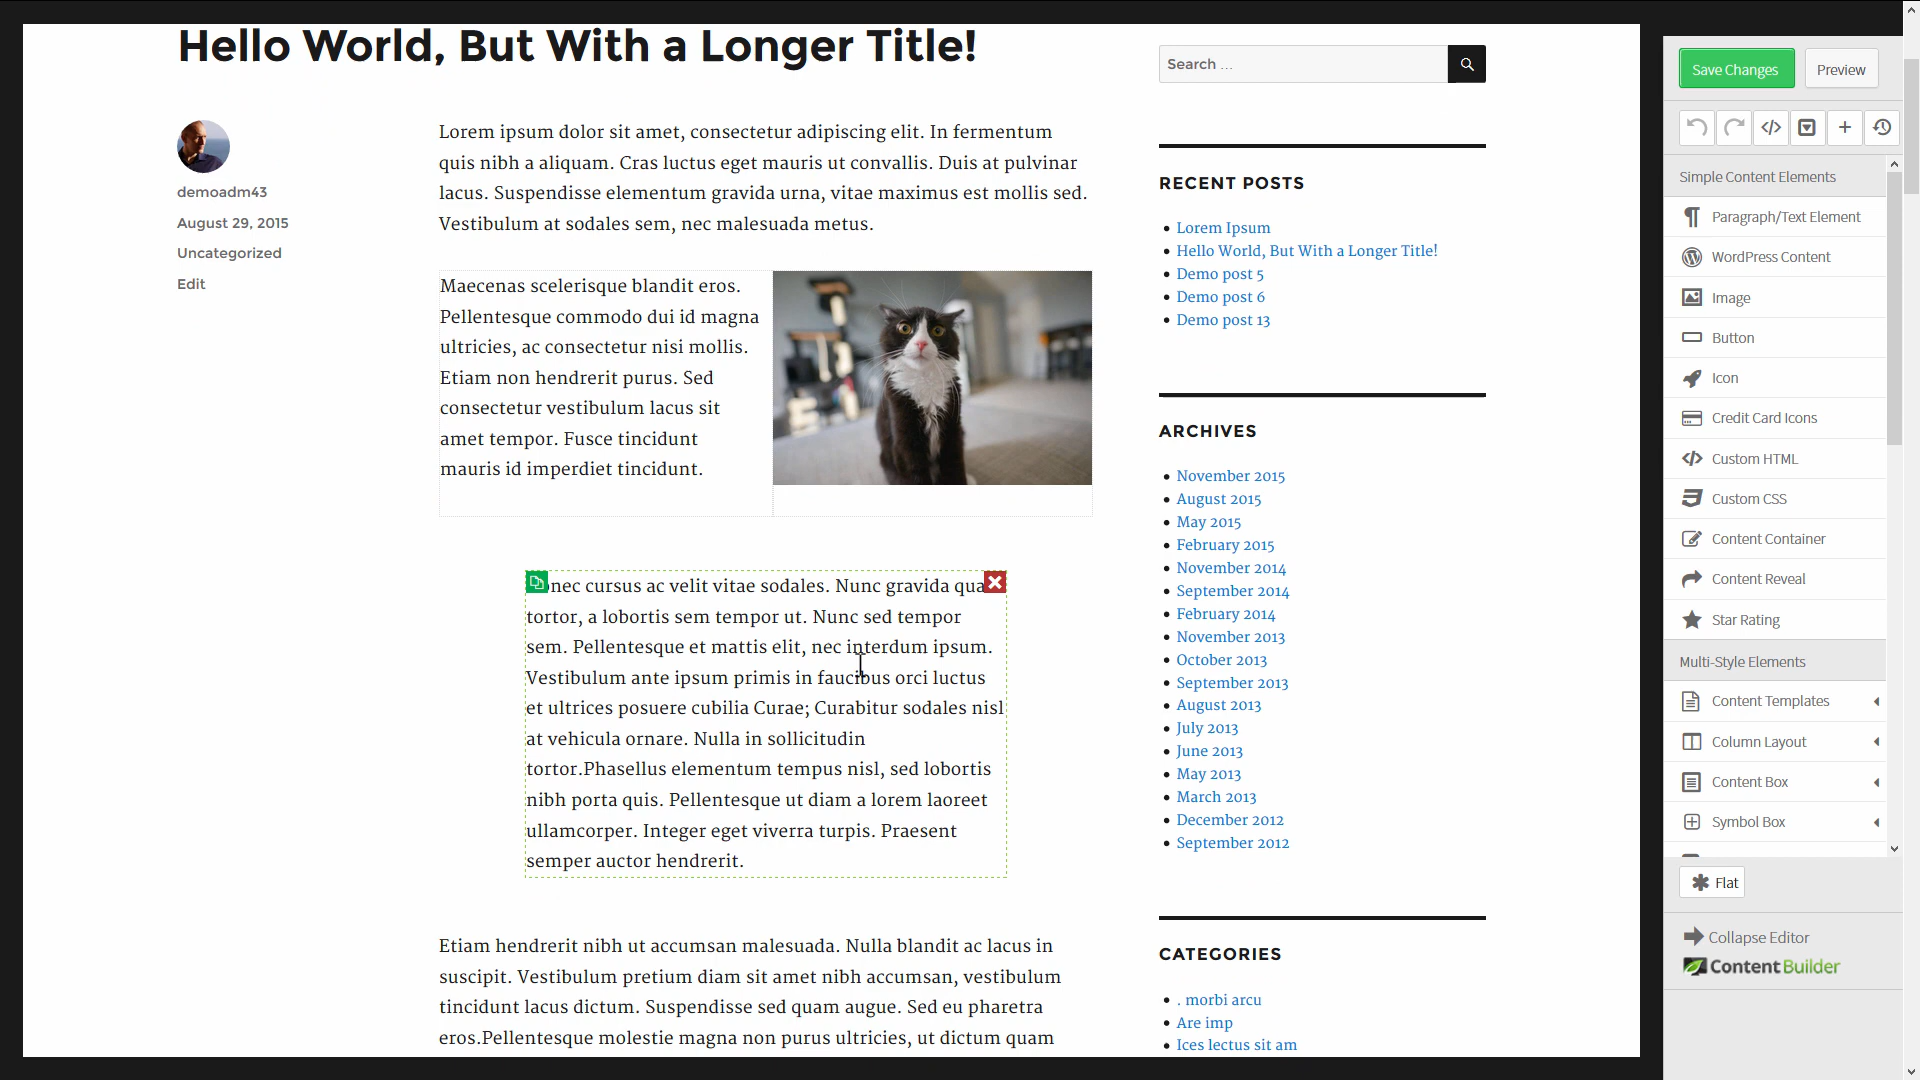 Hello World, But With a Longer Title!
demoadm43
August 29, 2015
Uncategorized
Edit
Lorem ipsum dolor sit amet, consectetur adipiscing elit. In fermentum
quis nibh a aliquam. Cras luctus eget mauris ut convallis. Duis at pulvinar
lacus. Suspendisse elementum gravida urna, vitae maximus est mollis sed.
Vestibulum at sodales sem, nec malesuada metus.
Maecenas scelerisque blandit eros.
Pellentesque commodo dui id magna
ultricies, ac consectetur nisi mollis.
Etiam non hendrerit purus. Sed
consectetur vestibulum lacus sit
amet tempor. Fusce tincidunt
mauris id imperdiet tincidunt.
nec cursus ac velit vitae sodales. Nunc gravida qua
tortor, a lobortis sem tempor ut. Nunc sed tempor
sem. Pellentesque et mattis elit, nec interdum ipsum.
Vestibulum ante ipsum primis in faucibus orci luctus
et ultrices posuere cubilia Curae; Curabitur sodales nisl
at vehicula ornare. Nulla in sollicitudin
tortor.Phasellus elementum tempus nisl, sed lobortis
nibh porta quis. Pellentesque ut diam a lorem laoreet
ullamcorper. Integer eget viverra turpis. Praesent
semper auctor hendrerit.
Etiam hendrerit nibh ut accumsan malesuada. Nulla blandit ac lacus in
suscipit. Vestibulum pretium diam sit amet nibh accumsan, vestibulum
tincidunt lacus dictum. Suspendisse sed quam augue. Sed eu pharetra
eros.Pellentesque molestie magna non purus ultricies, ut dictum quam
Search ...
RECENT POSTS
Lorem Ipsum
Hello World, But With a Longer Title!
Demo post 5
Demo post 6
Demo post 13
ARCHIVES
November 2015
August 2015
May 2015
February 2015
November 2014
September 2014
February 2014
November 2013
October 2013
September 2013
August 2013
July 2013
June 2013
May 2013
March 2013
December 2012
September 2012
CATEGORIES
. morbi arcu
Are imp
Ices lectus sit am
Save Changes
Preview
Simple Content Elements
Paragraph/Text Element
WordPress Content
Image
Button
Icon
Credit Card Icons
Custom HTML
Custom CSS
Content Container
Content Reveal
Star Rating
Multi-Style Elements
Content Templates
Column Layout
Content Box
Symbol Box
Flat
Collapse Editor
ContentBuilder